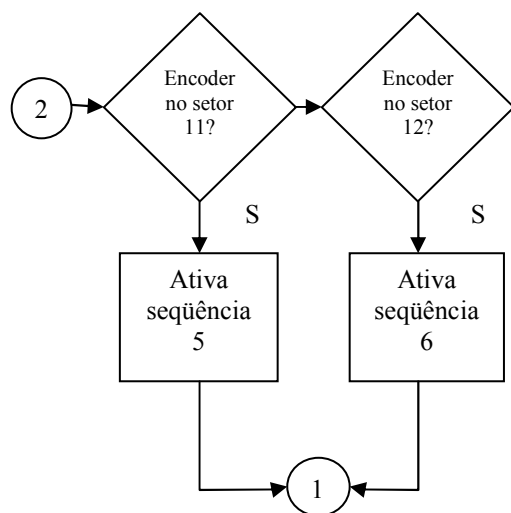 2
Encoder
no setor
11?
Encoder
no setor
12?
S
S
Ativa
seqüência
5
Ativa
seqüência
6
1